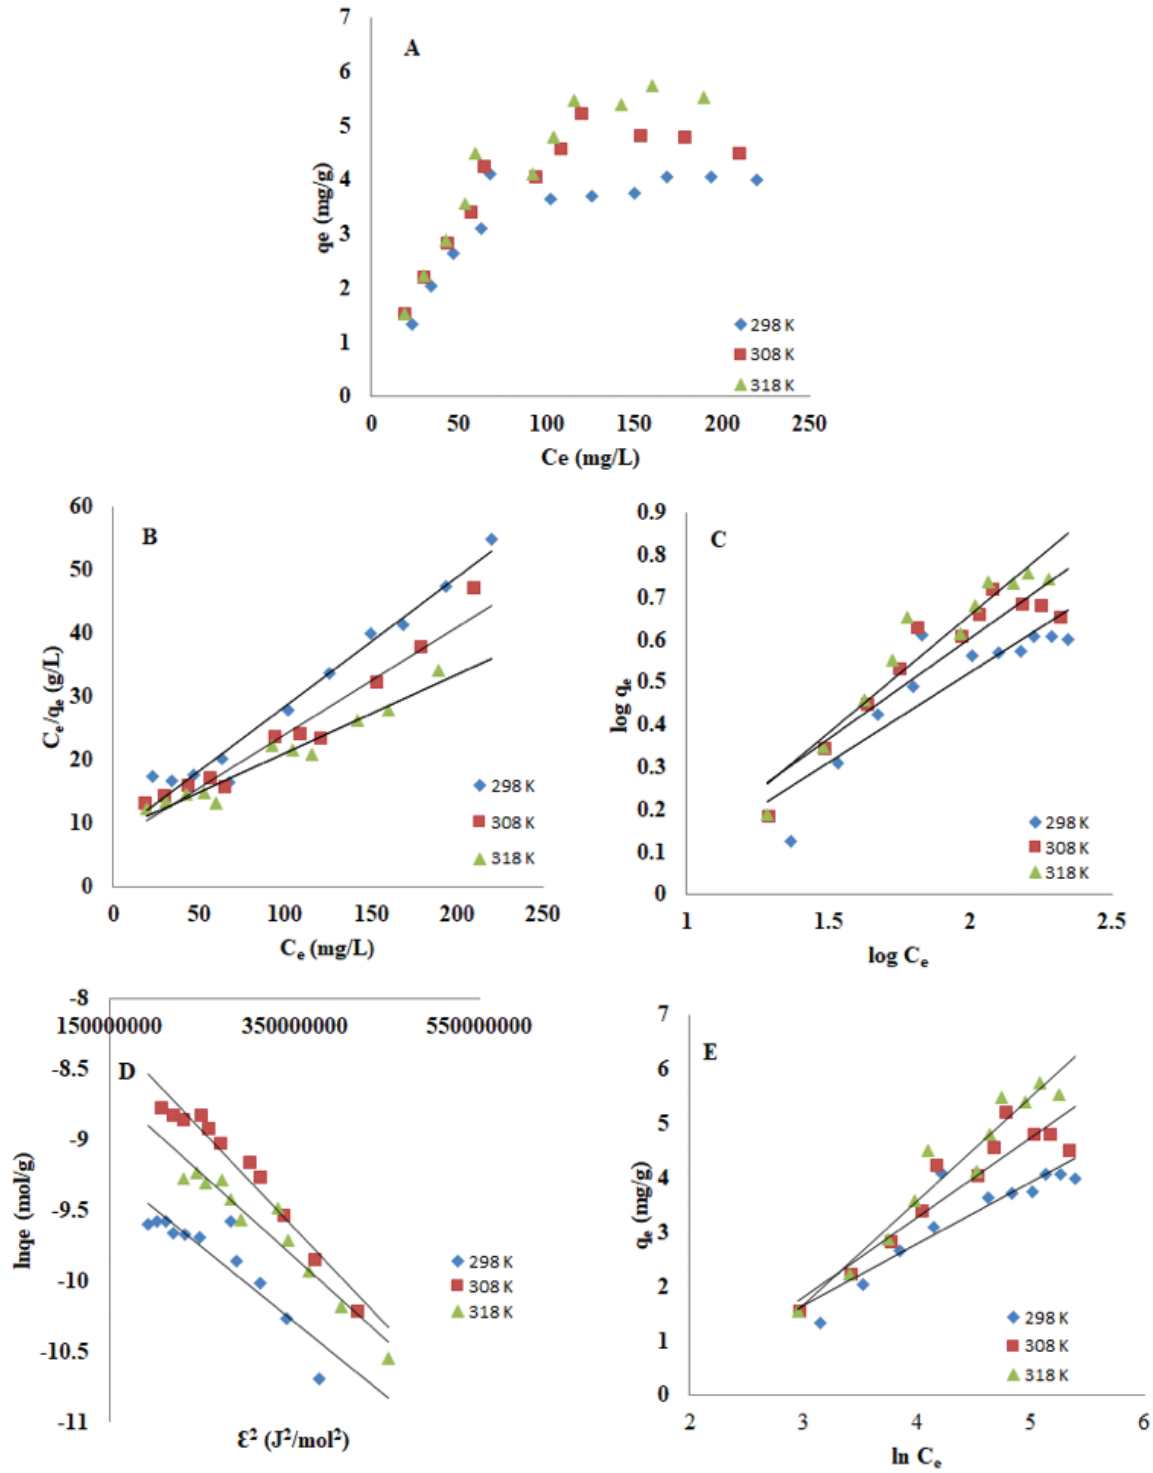 A
7
6
5
4
3
2
1
0
qe (mg/g)
0 50 100 150 200 250
Ce (mg/L)
298 K
308 K
318 K
B
60
50
40
30
20
10
0
Cₑ/qₑ (g/L)
0 50 100 150 200 250
Cₑ (mg/L)
298 K
308 K
318 K
C
0.9
0.8
0.7
0.6
0.5
0.4
0.3
0.2
0.1
0
log qₑ
1 1.5 2 2.5
log Cₑ
298 K
308 K
318 K
D
-8
150000000 350000000 550000000
-8.5
-9
-9.5
-10
-10.5
-11
lnqe (mol/g)
Ɛ² (J²/mol²)
298 K
308 K
318 K
E
7
6
5
4
3
2
1
0
qₑ (mg/g)
2 3 4 5 6
ln Cₑ
298 K
308 K
318 K